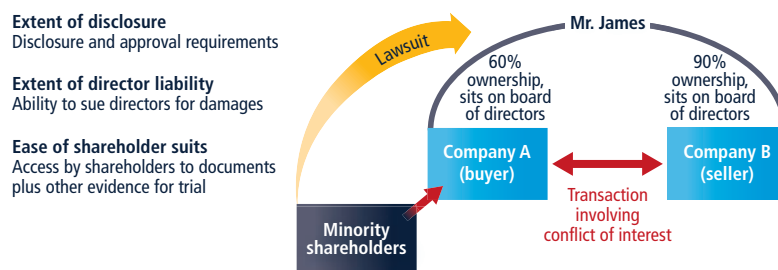 Extent of disclosure
Disclosure and approval requirements
Extent of director liability
Ability to sue directors for damages
Ease of shareholder suits
Access by shareholders to documents
plus other evidence for trial
Lawsuit
Mr. James
60%
ownership,
sits on board
of directors
90%
ownership,
sits on board
of directors
Company A
(buyer)
Company B
(seller)
Transaction
involving
conflict of interest
Minority
shareholders